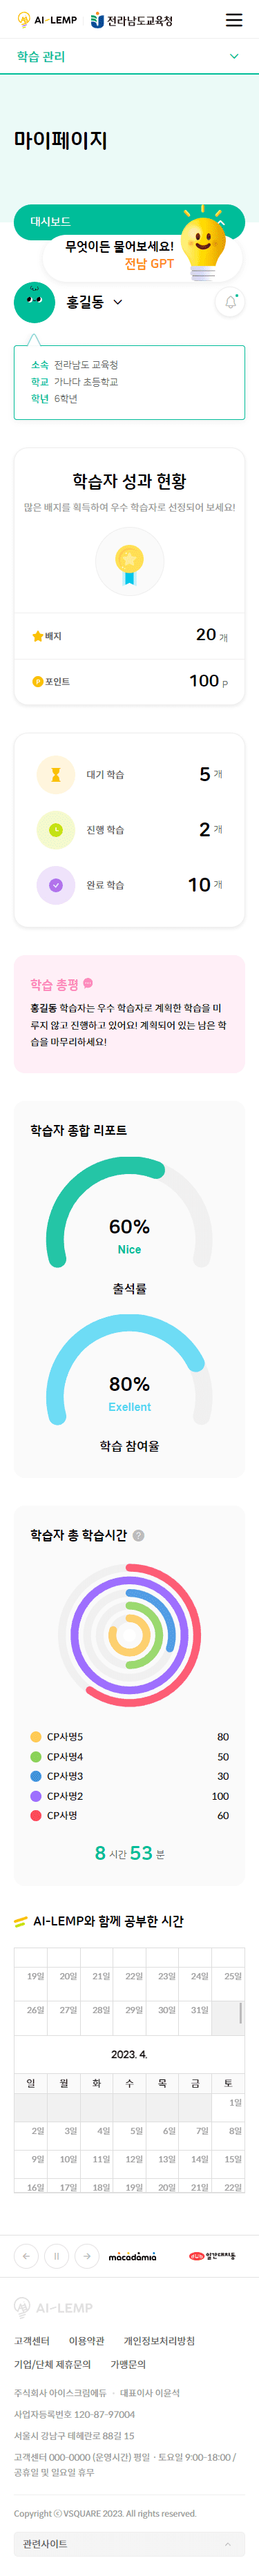 AI-LEMP 전라남도교육청
학습 관리
마이페이지
대시보드
무엇이든 물어보세요!
전남 GPT
홍길동
소속 전라남도 교육청
학교 가나다 초등학교
학년 6학년
학습자 성과 현황
많은 배지를 획득하여 우수 학습자로 선정되어 보세요!
배지 20 개
P 포인트 100 P
대기 학습 5 개
진행 학습 2 개
완료 학습 10 개
학습 총평
홍길동 학습자는 우수 학습자로 계획한 학습을 미
루지 않고 진행하고 있어요! 계획되어 있는 남은 학
습을 마무리하세요!
학습자 종합 리포트
60%
Nice
출석률
80%
Exellent
학습 참여율
학습자 총 학습시간 ?
CP사명5 80
CP사명4 50
CP사명3 30
CP사명2 100
CP사명 60
8 시간 53 분
AI-LEMP와 함께 공부한 시간
19일 20일 21일 22일 23일 24일 25일
26일 27일 28일 29일 30일 31일
2023. 4.
일 월 화 수 목 금 토
1일
2일 3일 4일 5일 6일 7일 8일
9일 10일 11일 12일 13일 14일 15일
16일 17일 18일 19일 20일 21일 22일
macadamia
AI-LEMP
고객센터 이용약관 개인정보처리방침
기업/단체 제휴문의 가맹문의
주식회사 아이스크림에듀 · 대표이사 이윤석
사업자등록번호 120-87-97004
서울시 강남구 테헤란로 88길 15
고객센터 000-0000 (운영시간) 평일 · 토요일 9:00-18:00 /
공휴일 및 일요일 휴무
Copyright ⓒ VSQUARE 2023. All rights reserved.
관련사이트